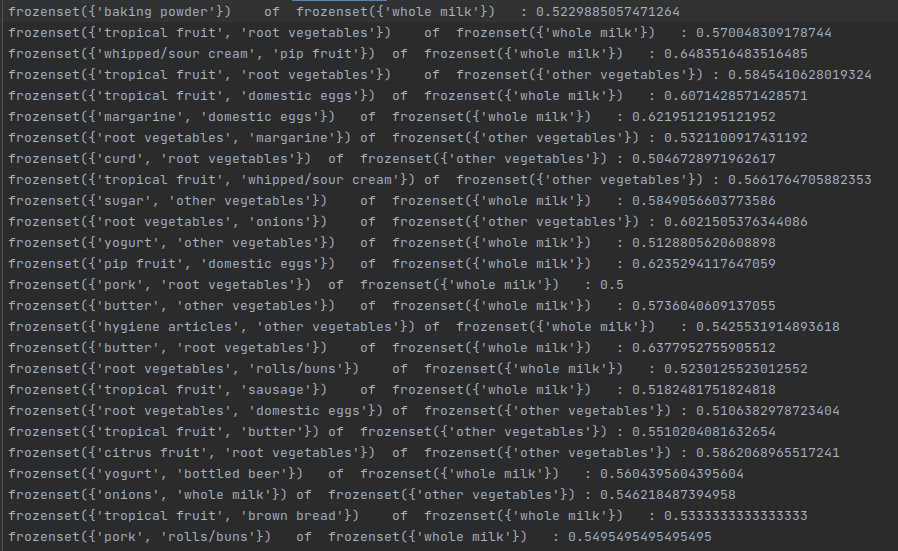 frozenset({'baking powder'})    of  frozenset({'whole milk'})   : 0.5229885057471264
frozenset({'tropical fruit', 'root vegetables'})    of  frozenset({'whole milk'})   : 0.570048309178744
frozenset({'whipped/sour cream', 'pip fruit'})  of  frozenset({'whole milk'})   : 0.6483516483516485
frozenset({'tropical fruit', 'root vegetables'})    of  frozenset({'other vegetables'}) : 0.5845410628019324
frozenset({'tropical fruit', 'domestic eggs'})  of  frozenset({'whole milk'})   : 0.6071428571428571
frozenset({'margarine', 'domestic eggs'})   of  frozenset({'whole milk'})   : 0.6219512195121952
frozenset({'root vegetables', 'margarine'}) of  frozenset({'other vegetables'}) : 0.5321100917431192
frozenset({'curd', 'root vegetables'})  of  frozenset({'other vegetables'}) : 0.5046728971962617
frozenset({'tropical fruit', 'whipped/sour cream'}) of  frozenset({'other vegetables'}) : 0.5661764705882353
frozenset({'sugar', 'other vegetables'})    of  frozenset({'whole milk'})   : 0.5849056603773586
frozenset({'root vegetables', 'onions'})    of  frozenset({'other vegetables'}) : 0.6021505376344086
frozenset({'yogurt', 'other vegetables'})   of  frozenset({'whole milk'})   : 0.5128805620608898
frozenset({'pip fruit', 'domestic eggs'})   of  frozenset({'whole milk'})   : 0.6235294117647059
frozenset({'pork', 'root vegetables'})  of  frozenset({'whole milk'})   : 0.5
frozenset({'butter', 'other vegetables'})   of  frozenset({'whole milk'})   : 0.5736040609137055
frozenset({'hygiene articles', 'other vegetables'}) of  frozenset({'whole milk'})   : 0.5425531914893618
frozenset({'butter', 'root vegetables'})    of  frozenset({'whole milk'})   : 0.6377952755905512
frozenset({'root vegetables', 'rolls/buns'})    of  frozenset({'whole milk'})   : 0.5230125523012552
frozenset({'tropical fruit', 'sausage'})    of  frozenset({'whole milk'})   : 0.5182481751824818
frozenset({'root vegetables', 'domestic eggs'}) of  frozenset({'other vegetables'}) : 0.5106382978723404
frozenset({'tropical fruit', 'butter'}) of  frozenset({'other vegetables'}) : 0.5510204081632654
frozenset({'citrus fruit', 'root vegetables'})  of  frozenset({'other vegetables'}) : 0.5862068965517241
frozenset({'yogurt', 'bottled beer'})   of  frozenset({'whole milk'})   : 0.5604395604395604
frozenset({'onions', 'whole milk'}) of  frozenset({'other vegetables'}) : 0.546218487394958
frozenset({'tropical fruit', 'brown bread'})    of  frozenset({'whole milk'})   : 0.5333333333333333
frozenset({'pork', 'rolls/buns'})   of  frozenset({'whole milk'})   : 0.5495495495495495